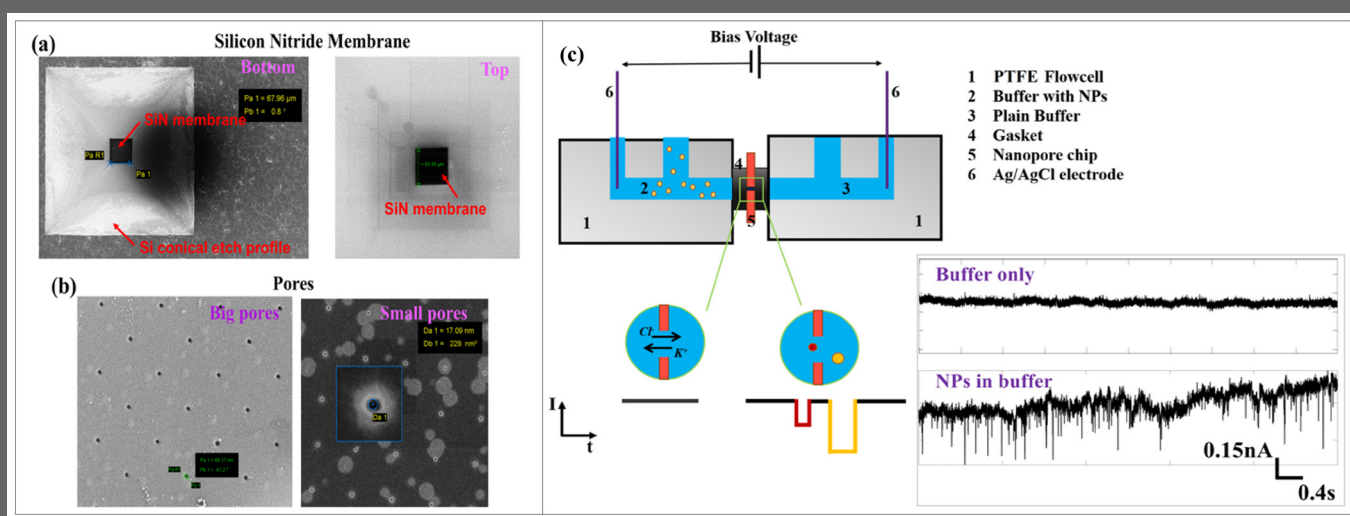 (a)
Silicon Nitride Membrane
Bottom
Pa 1 = 67.96 µm
Pb 1 = 0.8 °
SiN membrane
Pa R1
Pa 1
Si conical etch profile
Top
SiN membrane
(b)
Pores
Big pores
Small pores
Da 1 = 17.09 nm
Db 1 = 229. nm²
Da 1
(c)
Bias Voltage
6
6
4
2
3
1
5
1
1 PTFE Flowcell
2 Buffer with NPs
3 Plain Buffer
4 Gasket
5 Nanopore chip
6 Ag/AgCl electrode
Cl-
K+
I
t
Buffer only
NPs in buffer
0.15nA
0.4s